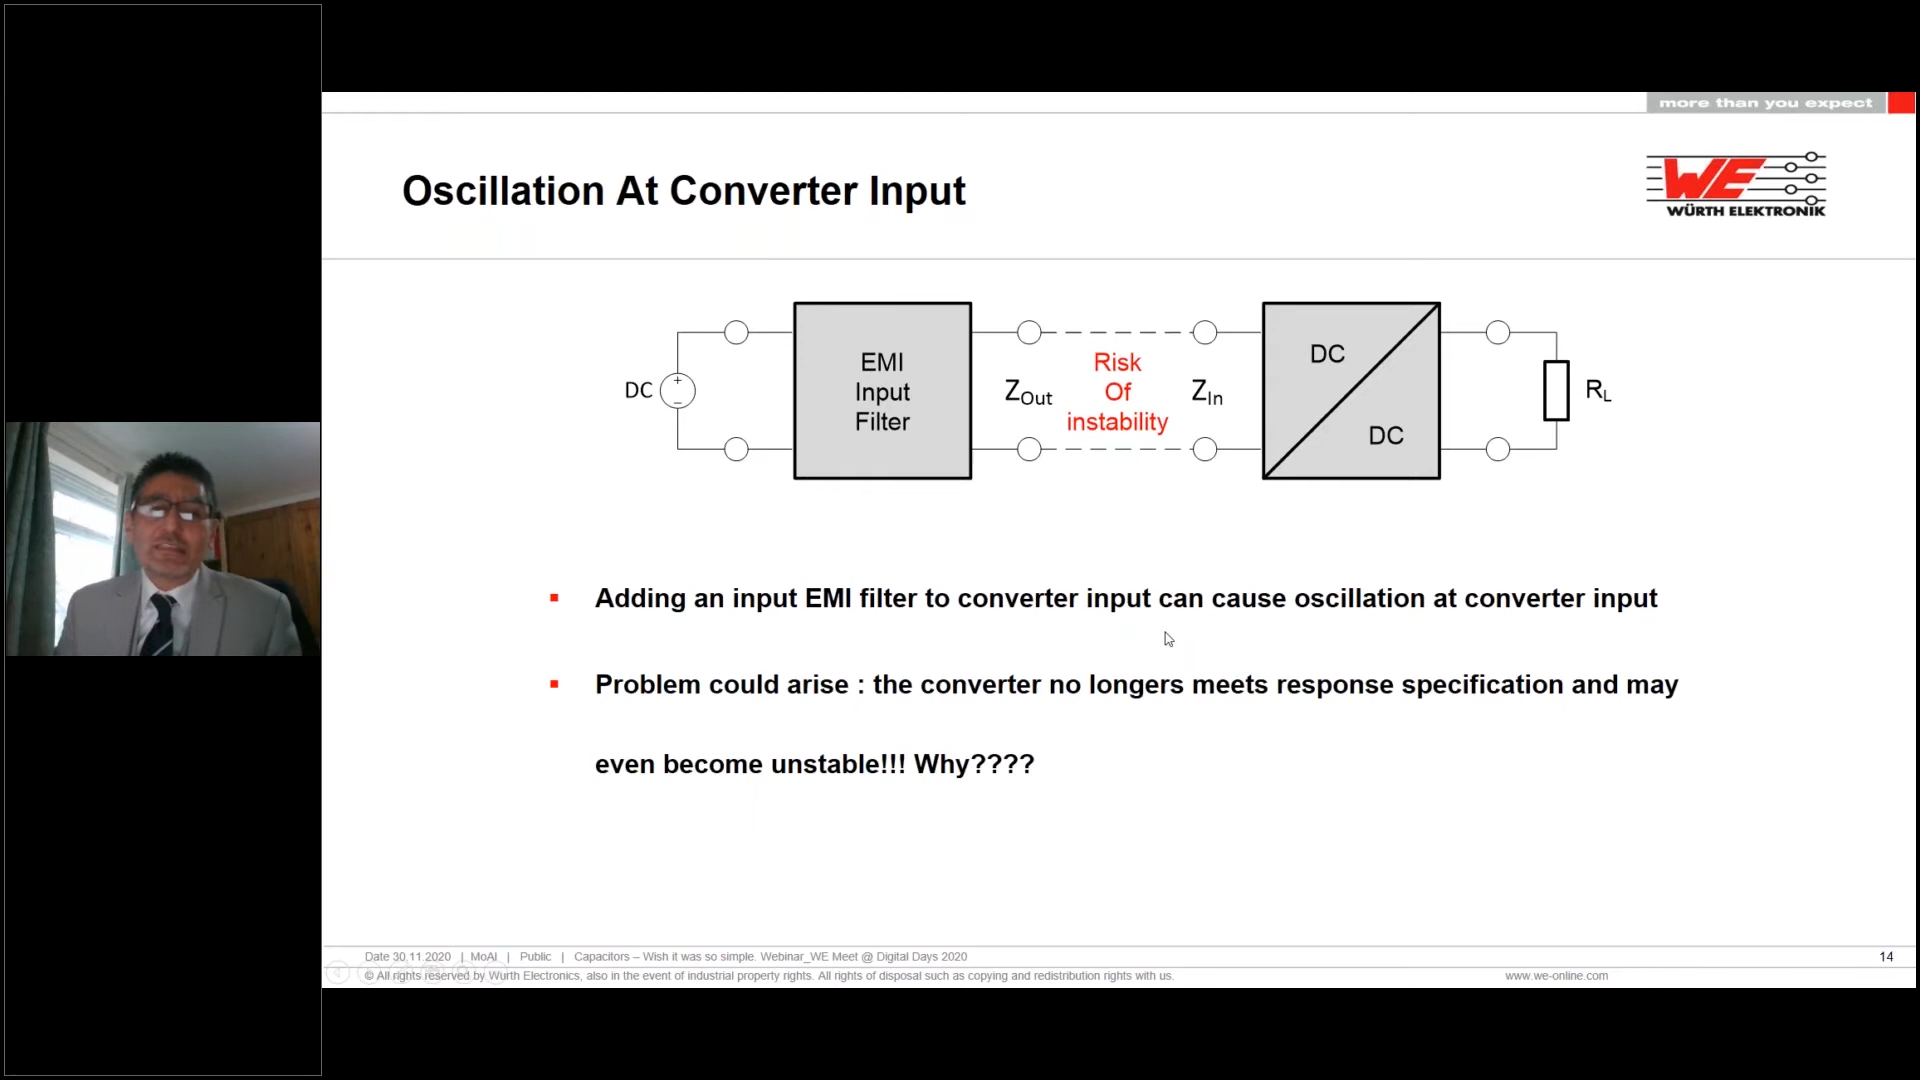 more than you expect
Oscillation At Converter Input
WE
WÜRTH ELEKTRONIK
DC
+
–
EMI
Input
Filter
ZOut
Risk
Of
instability
ZIn
DC
DC
RL
Adding an input EMI filter to converter input can cause oscillation at converter input
Problem could arise : the converter no longers meets response specification and may
even become unstable!!! Why????
Date 30.11.2020 | MoAl | Public | Capacitors – Wish it was so simple. Webinar_WE Meet @ Digital Days 2020
14
© All rights reserved by Wurth Electronics, also in the event of industrial property rights. All rights of disposal such as copying and redistribution rights with us.
www.we-online.com